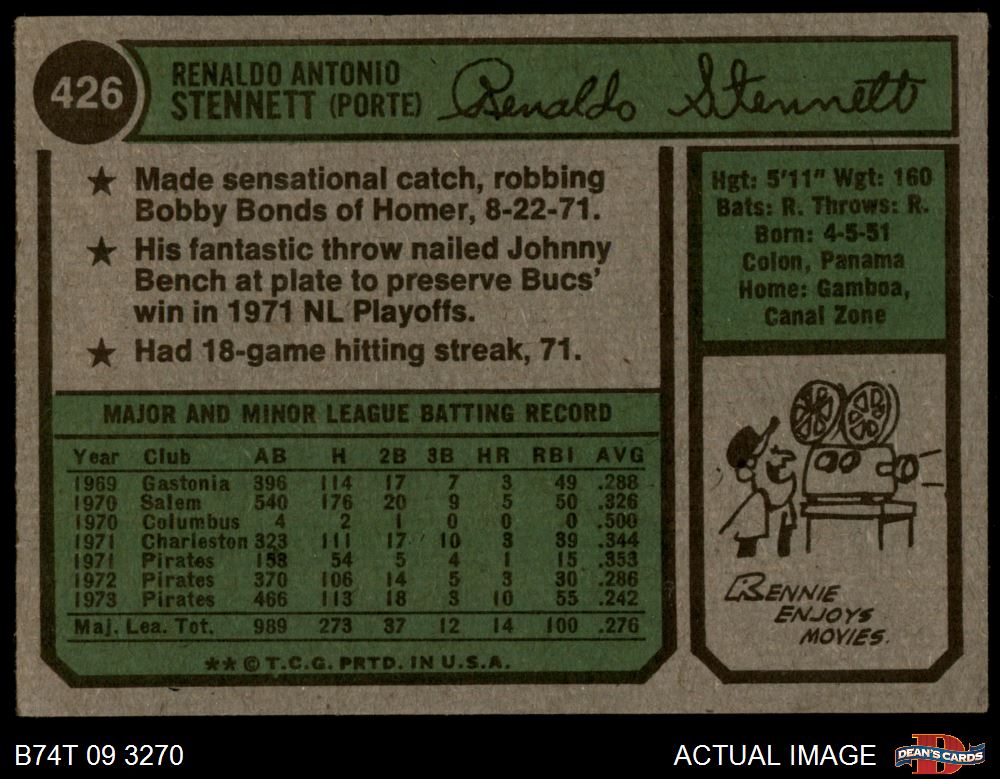 426
RENALDO ANTONIO
STENNETT (PORTE)
Renaldo Stennett
★ Made sensational catch, robbing
Bobby Bonds of Homer, 8-22-71.
★ His fantastic throw nailed Johnny
Bench at plate to preserve Bucs'
win in 1971 NL Playoffs.
★ Had 18-game hitting streak, 71.
Hgt: 5'11" Wgt: 160
Bats: R. Throws: R.
Born: 4-5-51
Colon, Panama
Home: Gamboa,
Canal Zone
MAJOR AND MINOR LEAGUE BATTING RECORD
Year Club AB H 2B 3B HR RBI AVG
1969 Gastonia 396 114 17 7 3 49 .288
1970 Salem 540 176 20 9 5 50 .326
1970 Columbus 4 2 1 0 0 0 .500
1971 Charleston 323 111 17 10 3 39 .344
1971 Pirates 158 54 5 4 1 15 .353
1972 Pirates 370 106 14 5 3 30 .286
1973 Pirates 466 113 18 3 10 55 .242
Maj. Lea. Tot. 989 273 37 12 14 100 .276
** © T.C.G. PRTD. IN U.S.A.
RENNIE
ENJOYS
MOVIES.
B74T 09 3270
ACTUAL IMAGE
DEAN'S CARDS